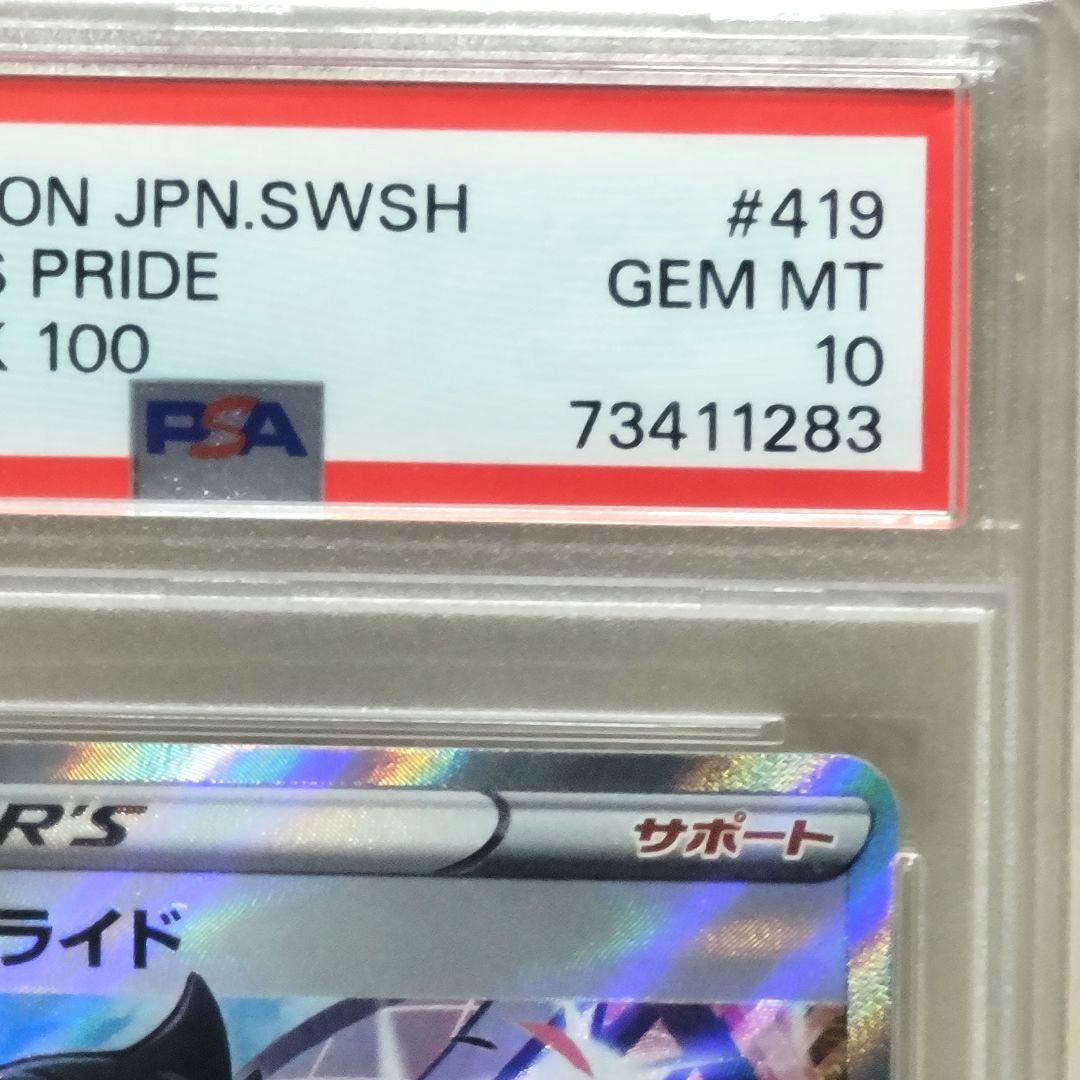 ON JPN.SWSH #419
S PRIDE GEM MT
K 100 10
PSA 73411283
R'S サポート
ライド